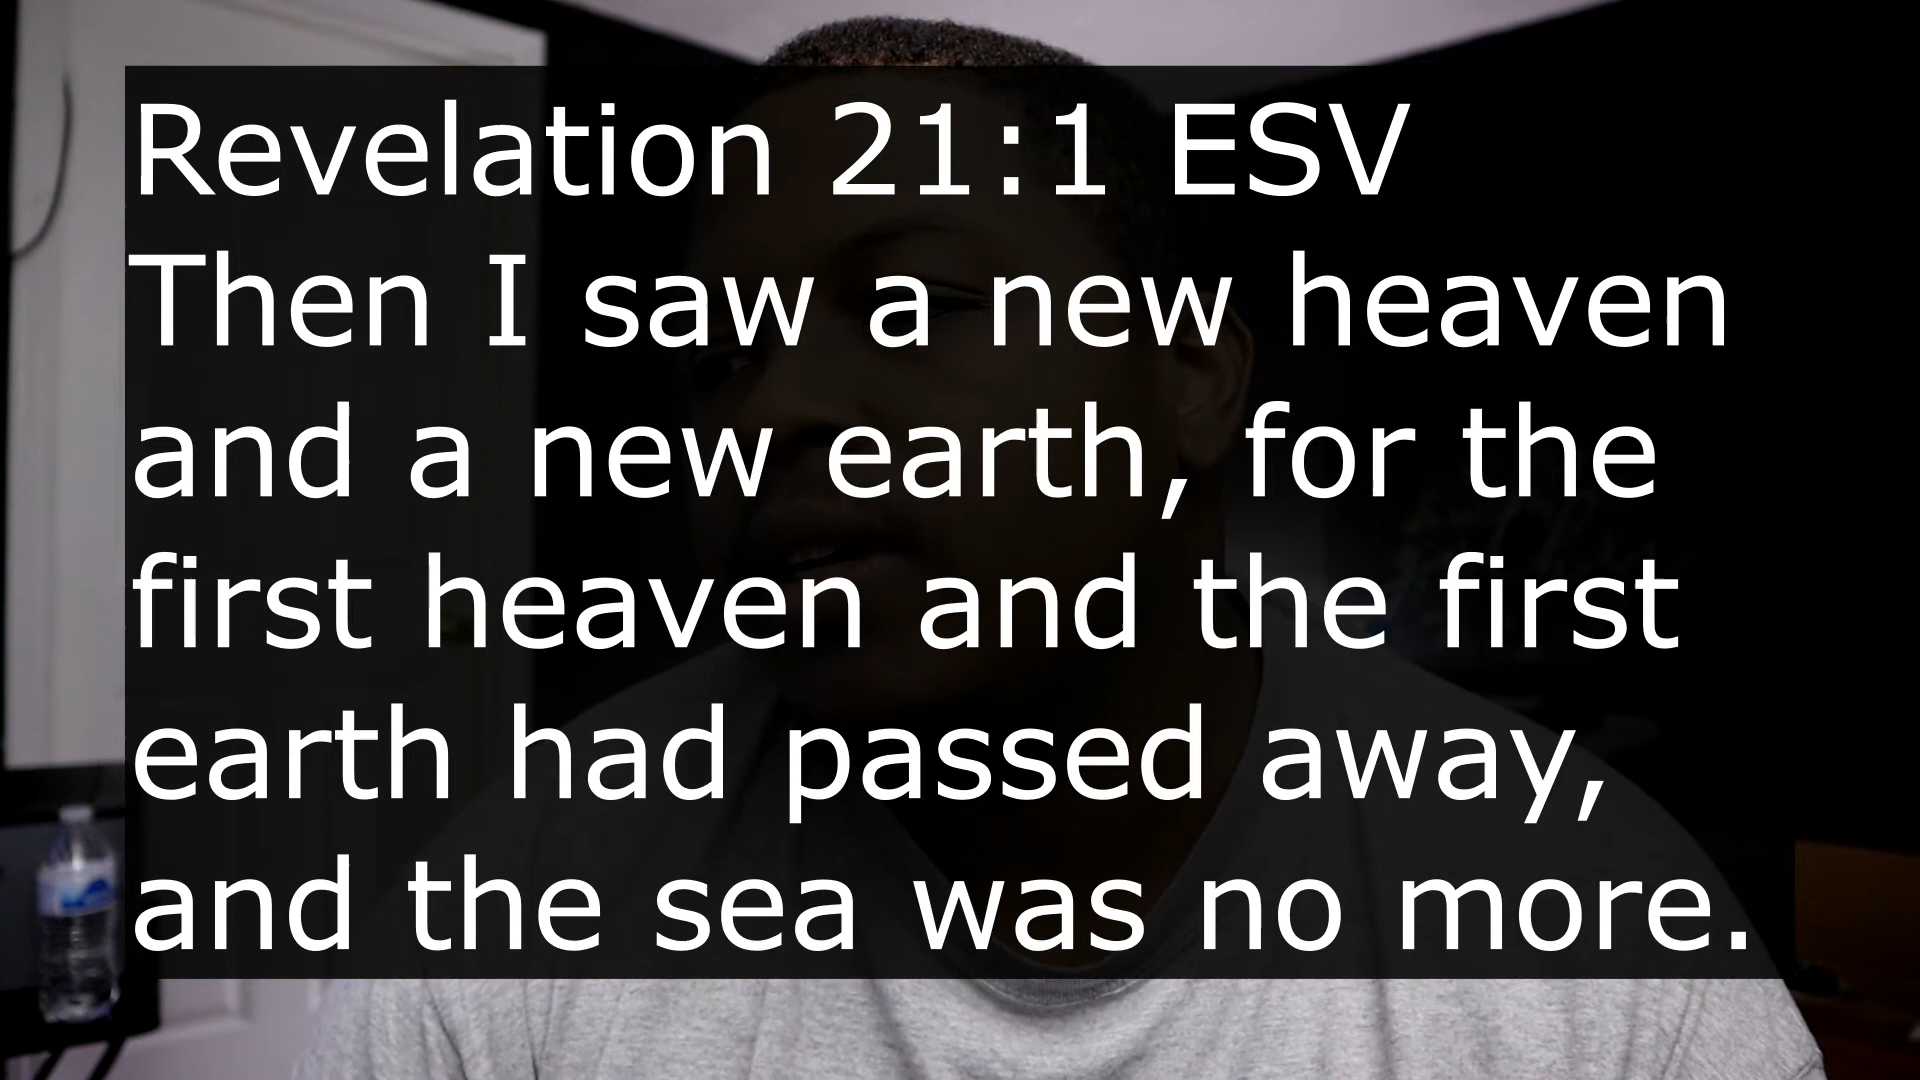 Revelation 21:1 ESV
Then I saw a new heaven
and a new earth, for the
first heaven and the first
earth had passed away,
and the sea was no more.